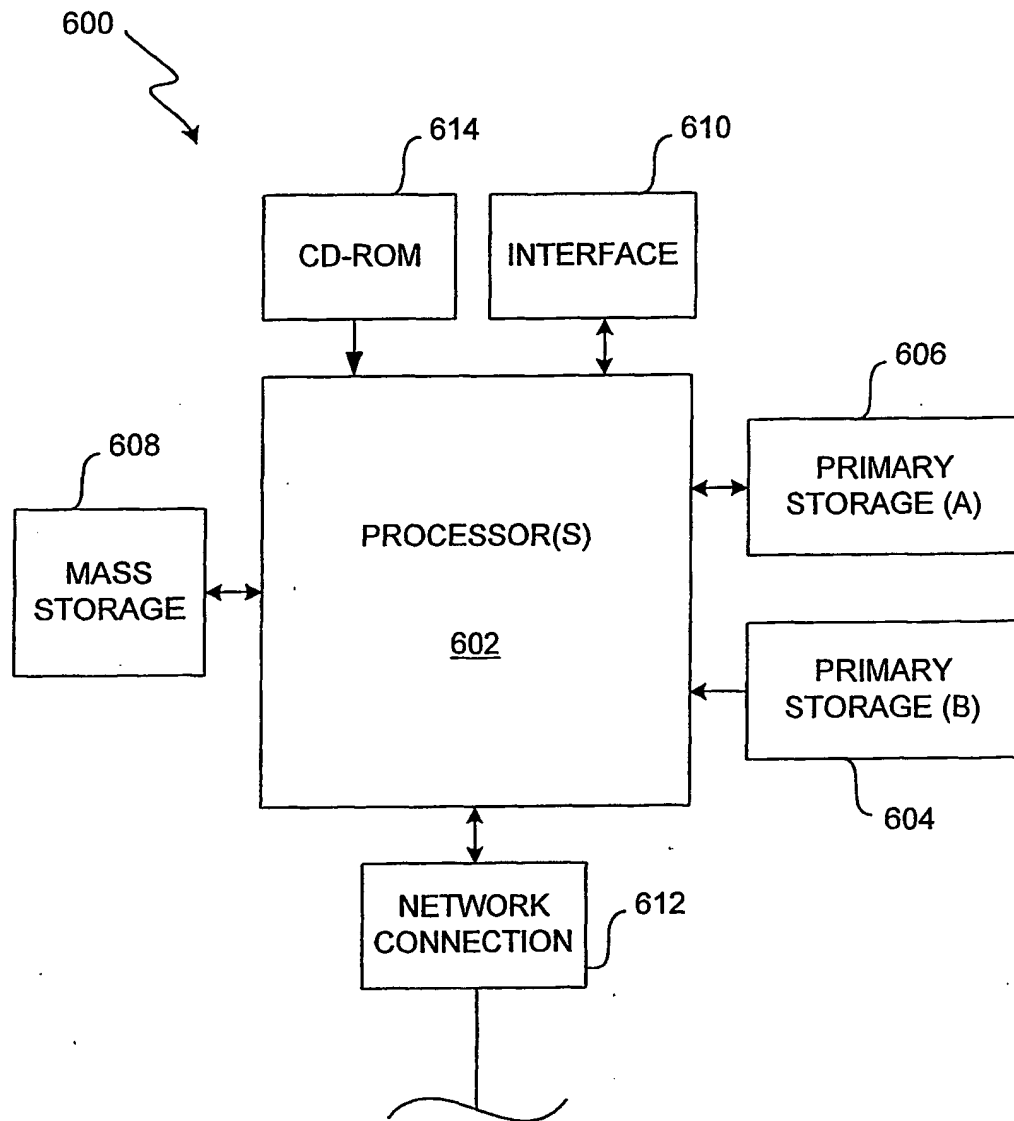 600
614
610
CD-ROM
INTERFACE
606
608
PRIMARY
STORAGE (A)
PROCESSOR(S)
MASS
STORAGE
602
PRIMARY
STORAGE (B)
604
NETWORK
CONNECTION
612